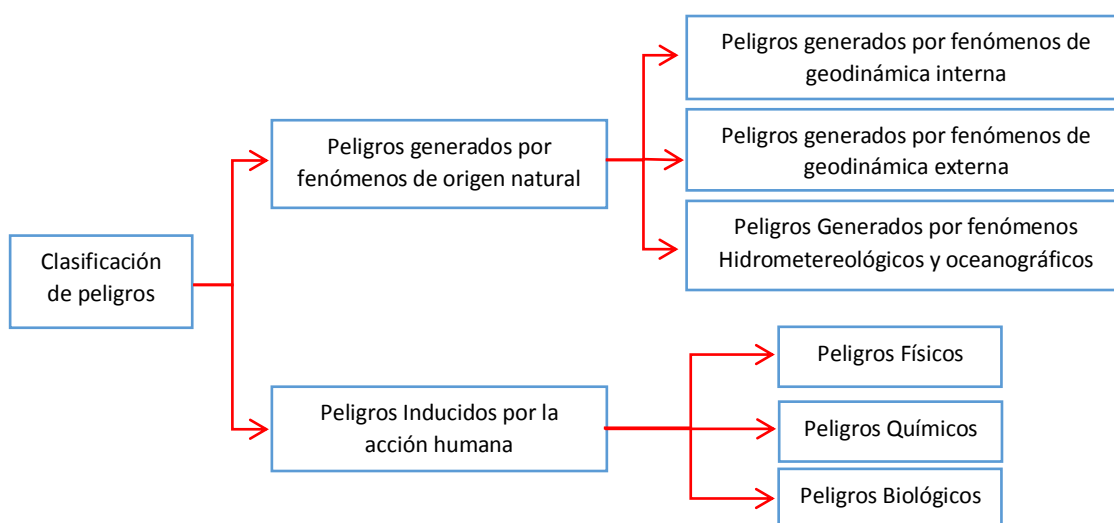 Clasificación
de peligros
Peligros generados por
fenómenos de origen natural
Peligros generados por fenómenos de
geodinámica interna
Peligros generados por fenómenos de
geodinámica externa
Peligros Generados por fenómenos
Hidrometereológicos y oceanográficos
Peligros Inducidos por la
acción humana
Peligros Físicos
Peligros Químicos
Peligros Biológicos